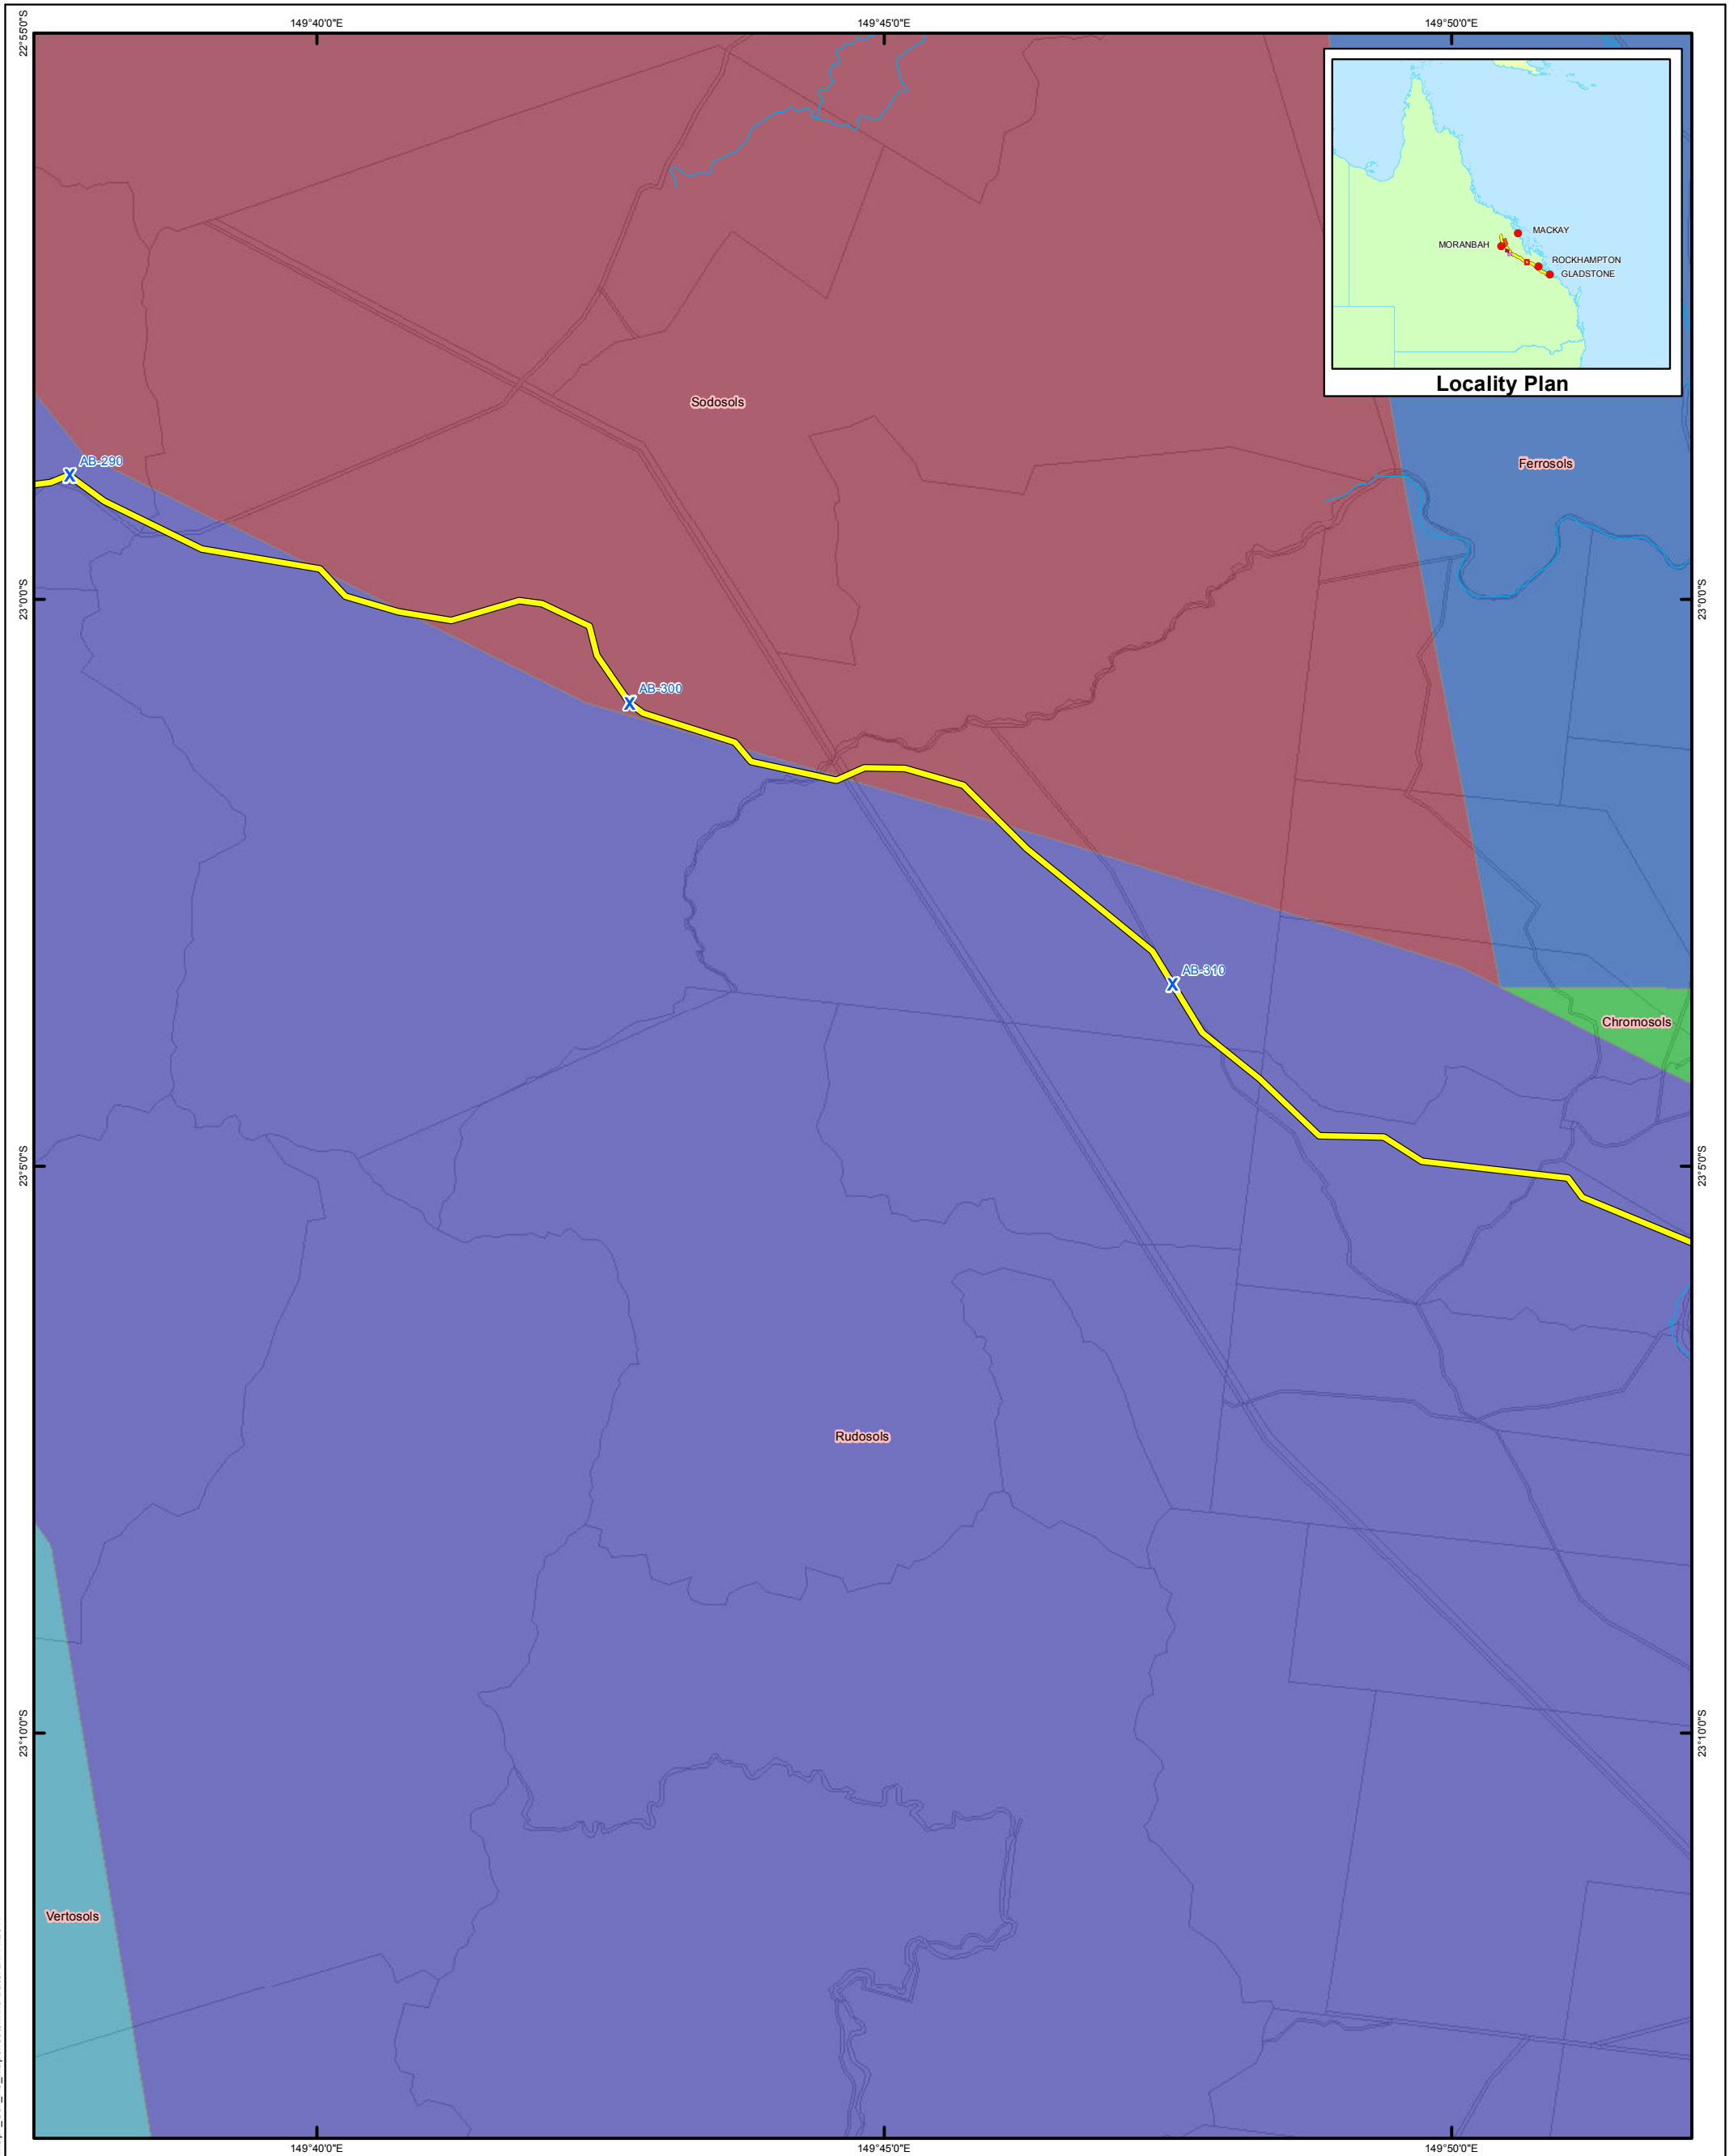 149°40'0"E
149°45'0"E
149°50'0"E
22°55'0"S
MACKAY
MORANBAH
ROCKHAMPTON
GLADSTONE
Locality Plan
Sodosols
Ferrosols
AB-290
23°0'0"S
23°0'0"S
AB-300
AB-310
Chromosols
23°5'0"S
23°5'0"S
Rudosols
23°10'0"S
23°10'0"S
Vertosols
149°40'0"E
149°45'0"E
149°50'0"E